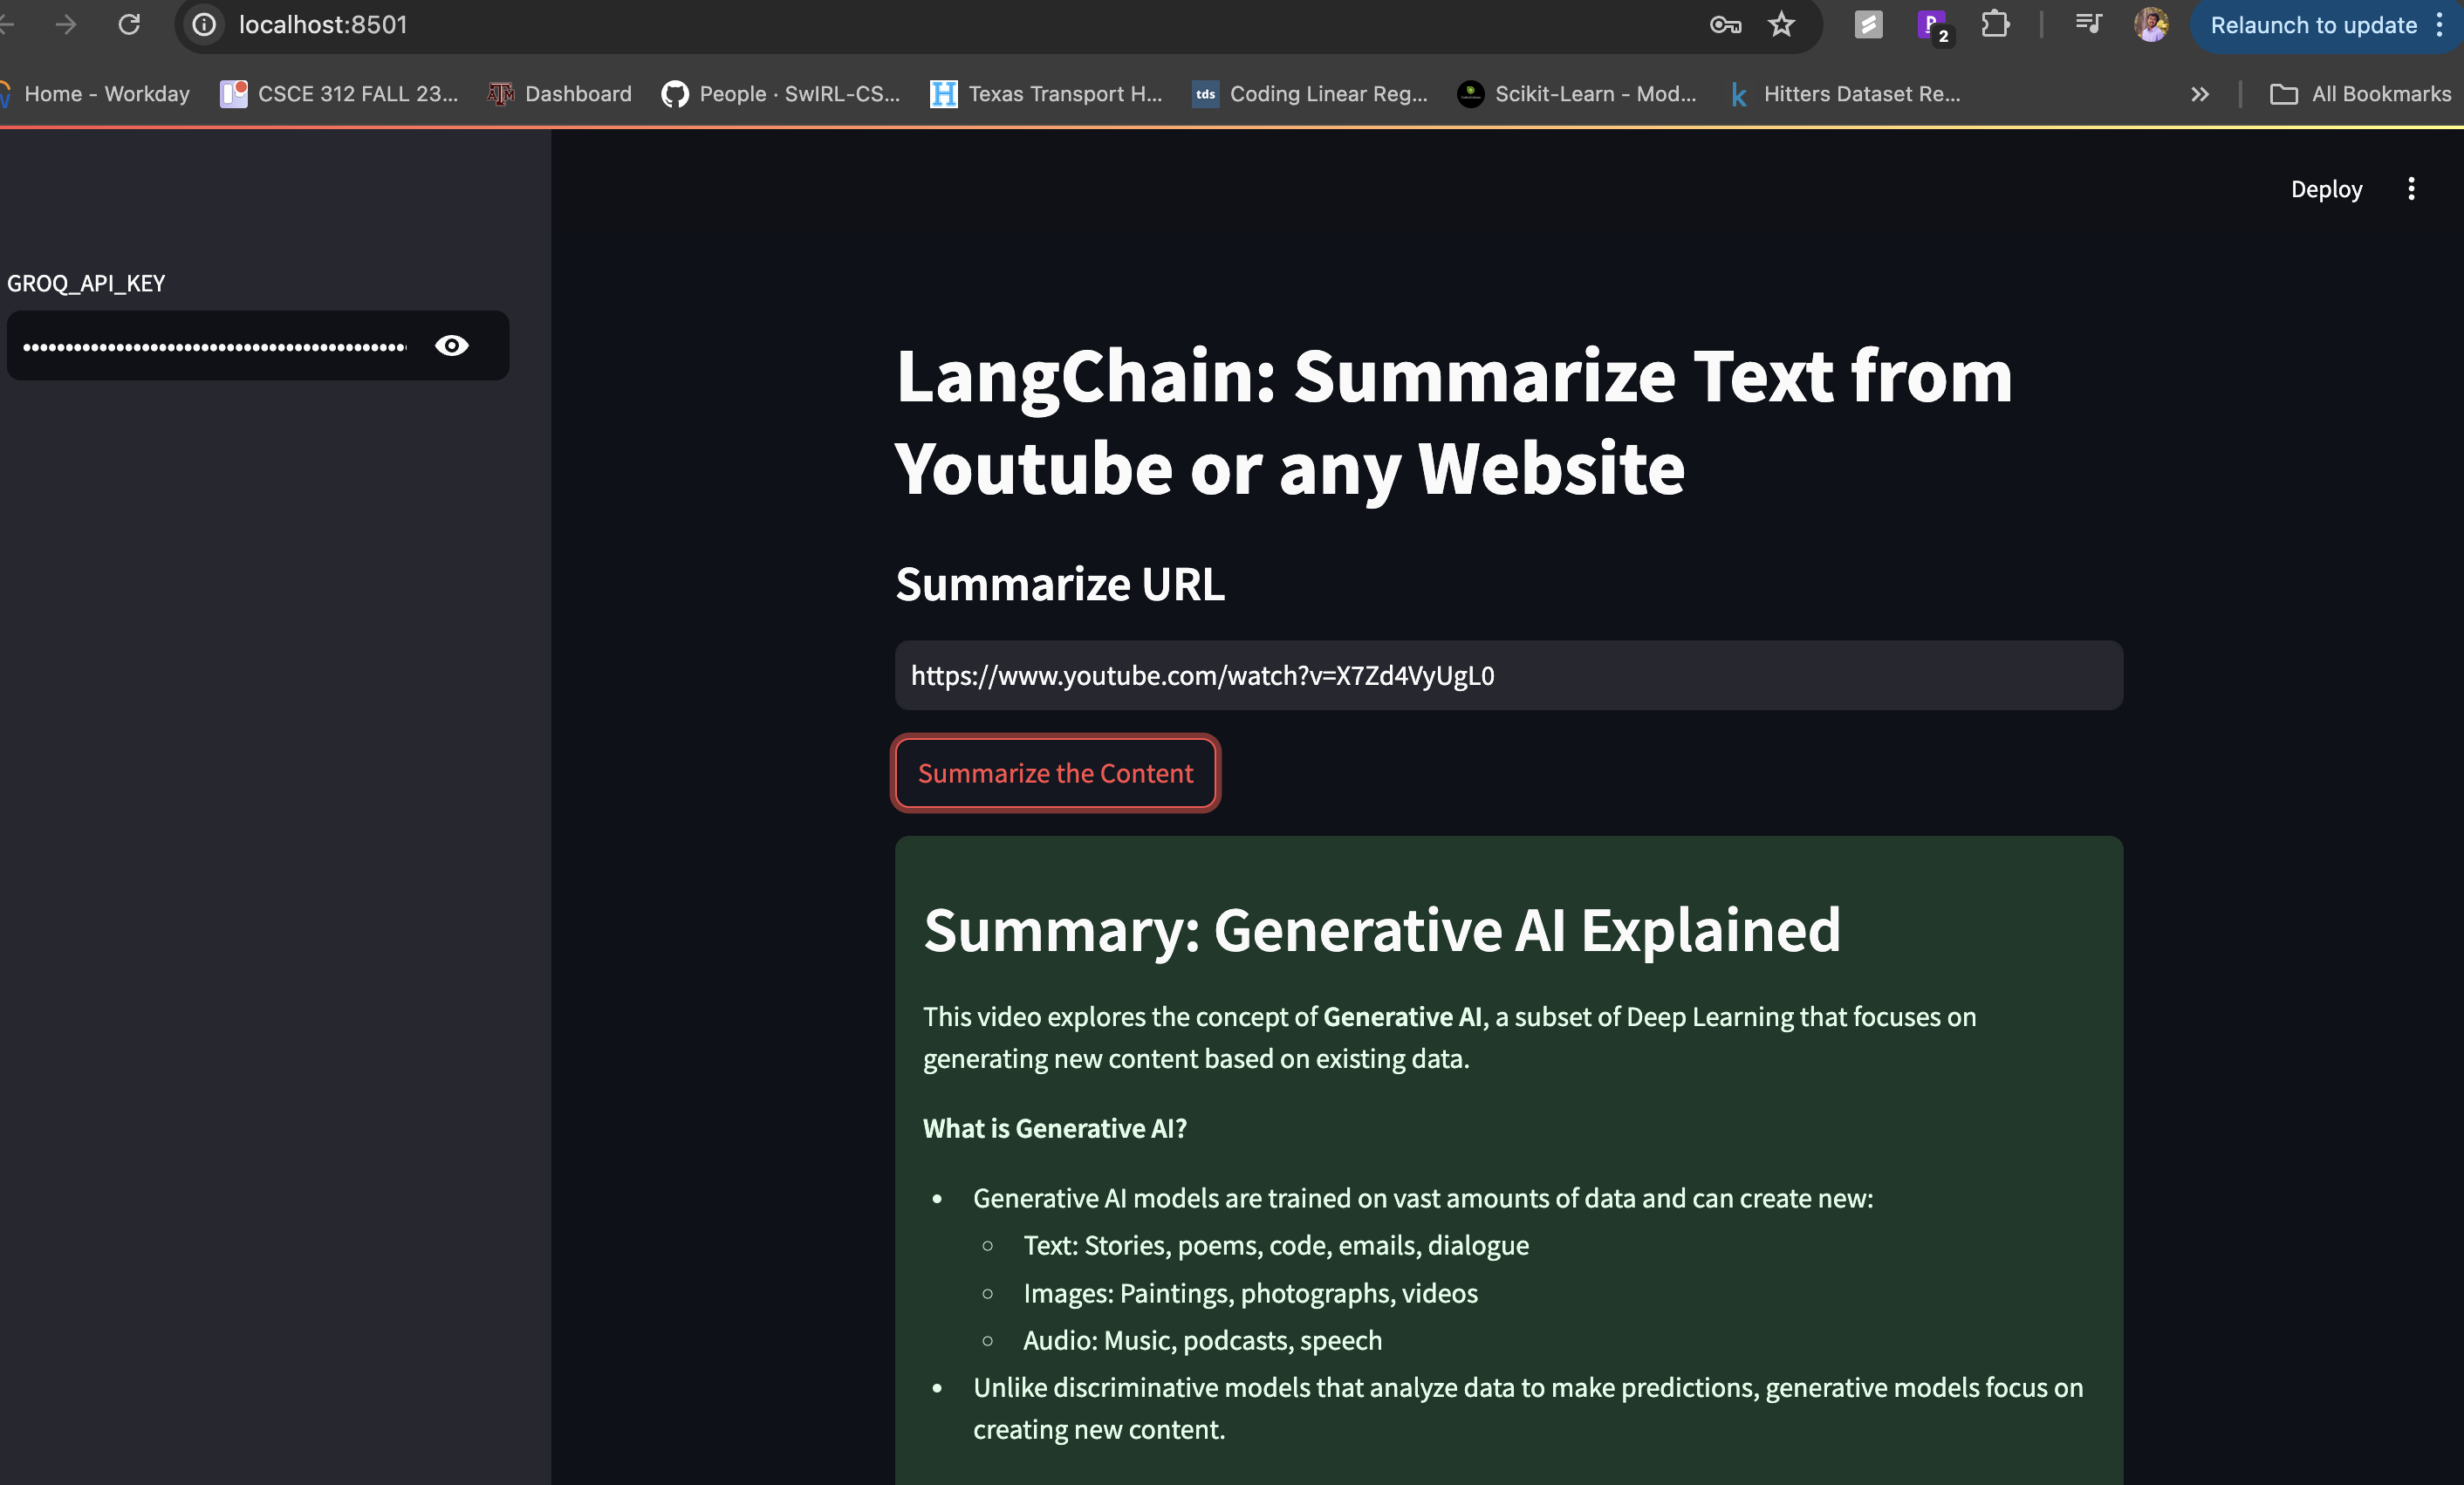 localhost:8501
2
Relaunch to update
Home - Workday
CSCE 312 FALL 23...
Dashboard
People · SwIRL-CS...
Texas Transport H...
tds
Coding Linear Reg...
Scikit-Learn - Mod...
k
Hitters Dataset Re...
All Bookmarks
Deploy
GROQ_API_KEY
LangChain: Summarize Text from
Youtube or any Website
Summarize URL
https://www.youtube.com/watch?v=X7Zd4VyUgL0
Summarize the Content
Summary: Generative AI Explained
This video explores the concept of Generative AI, a subset of Deep Learning that focuses on
generating new content based on existing data.
What is Generative AI?
• Generative AI models are trained on vast amounts of data and can create new:
◦ Text: Stories, poems, code, emails, dialogue
◦ Images: Paintings, photographs, videos
◦ Audio: Music, podcasts, speech
• Unlike discriminative models that analyze data to make predictions, generative models focus on
creating new content.